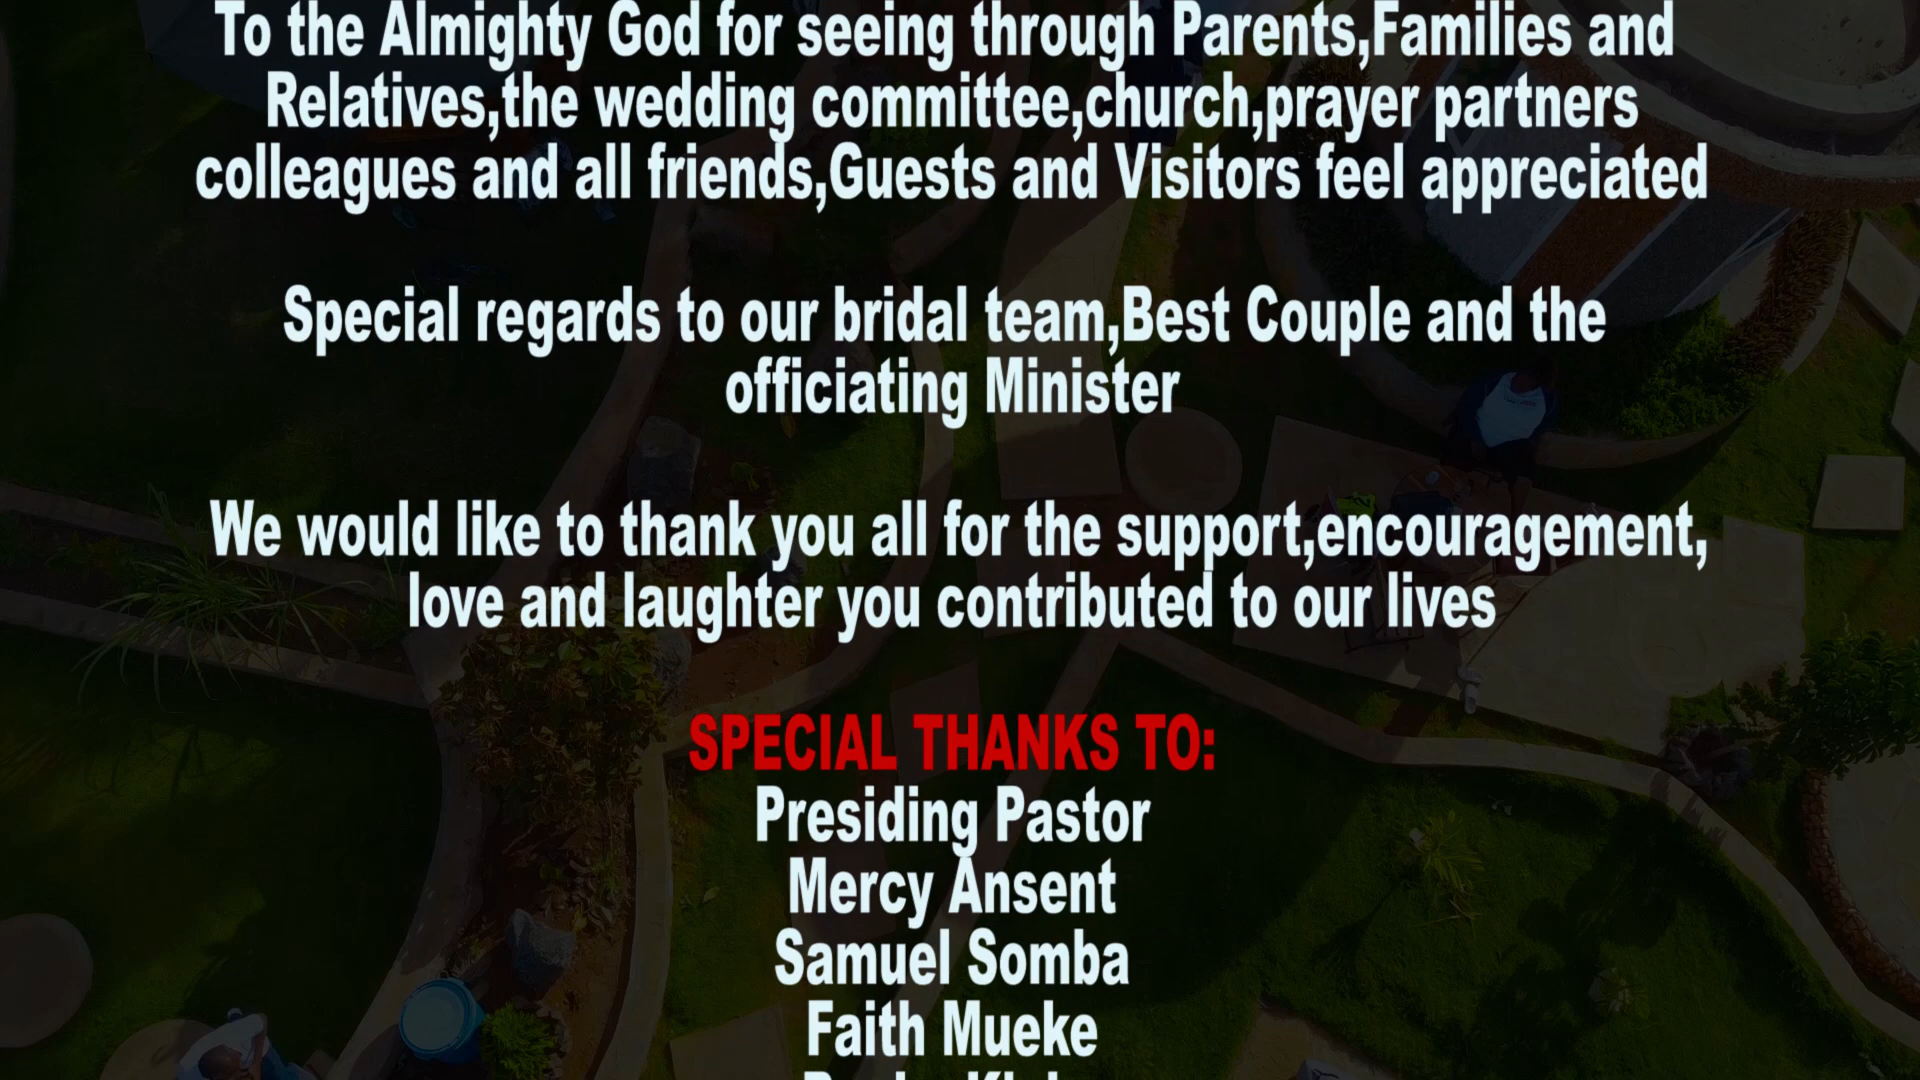 To the Almighty God for seeing through Parents,Families and
Relatives,the wedding committee,church,prayer partners
colleagues and all friends,Guests and Visitors feel appreciated
Special regards to our bridal team,Best Couple and the
officiating Minister
We would like to thank you all for the support,encouragement,
love and laughter you contributed to our lives
SPECIAL THANKS TO:
Presiding Pastor
Mercy Ansent
Samuel Somba
Faith Mueke